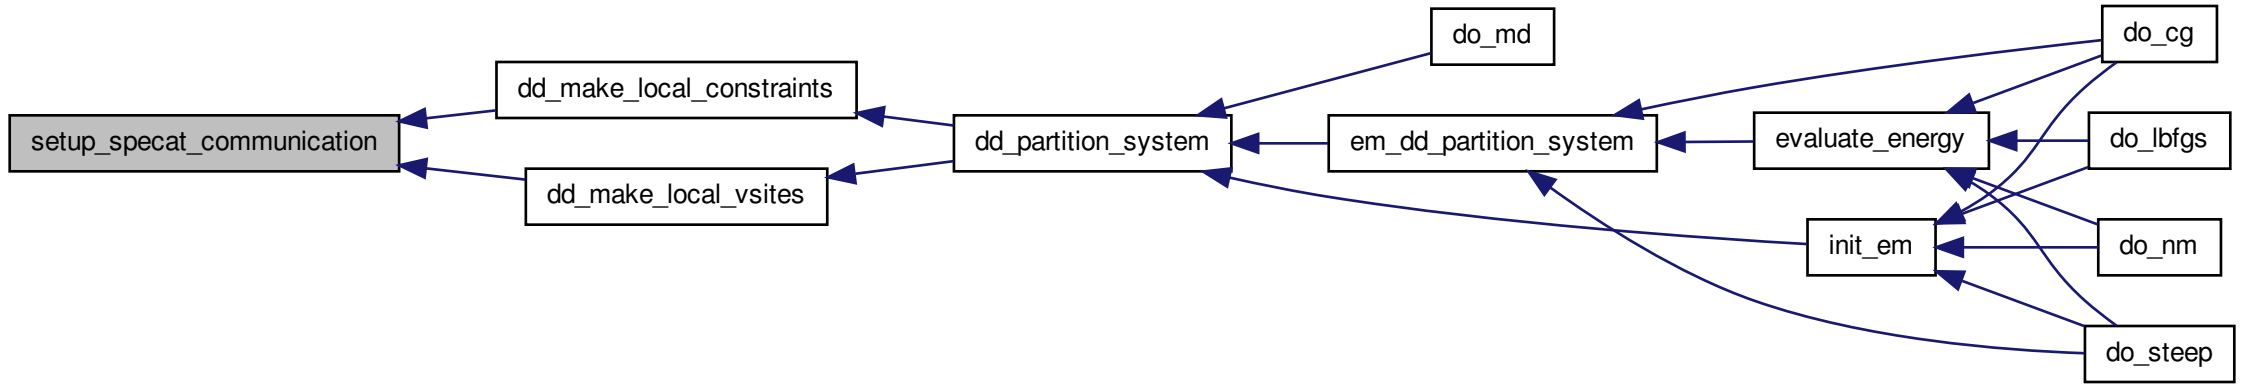 setup_specat_communication
dd_make_local_constraints
dd_make_local_vsites
dd_partition_system
do_md
em_dd_partition_system
evaluate_energy
init_em
do_cg
do_lbfgs
do_nm
do_steep